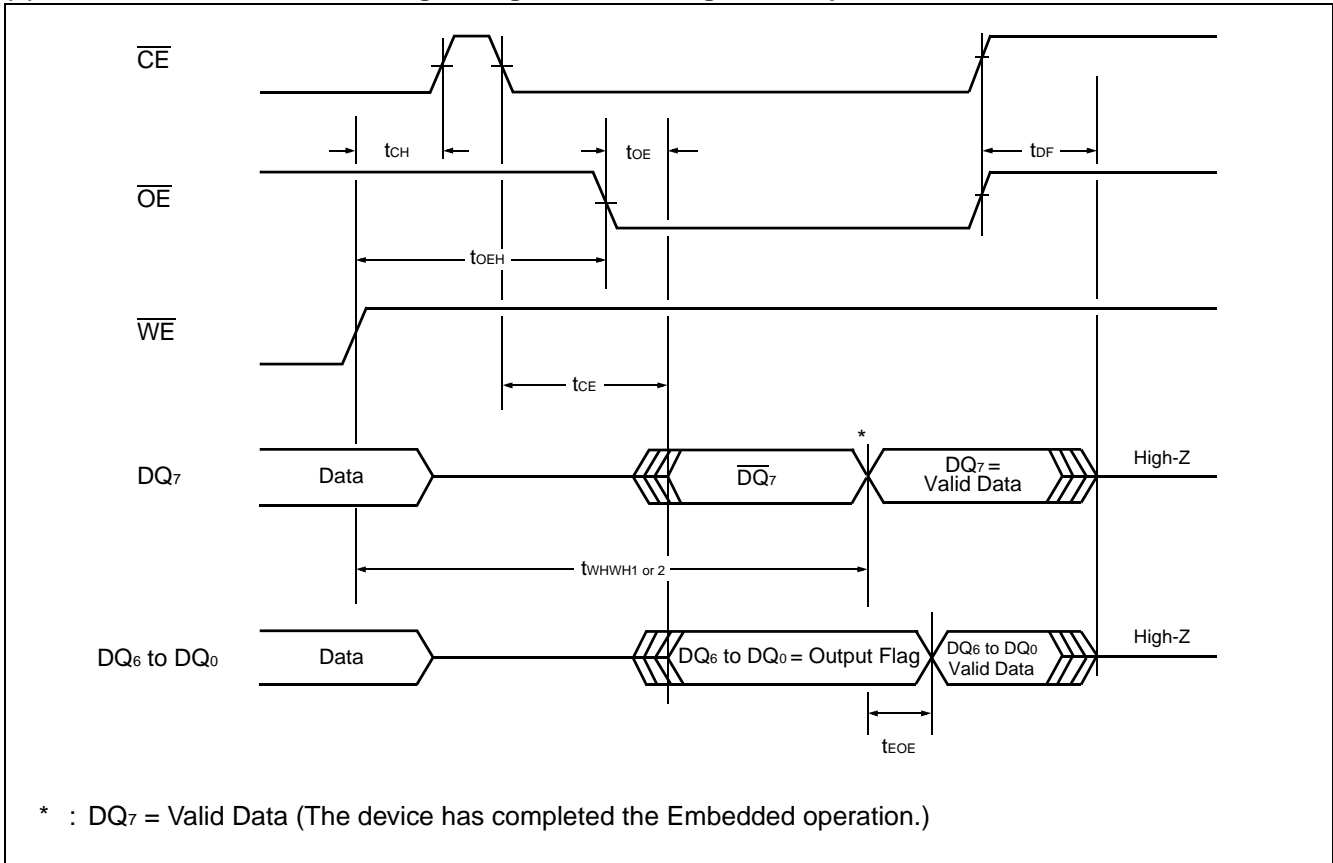 CE
tCH
tOE
tDF
OE
tOEH
WE
tCE
*
DQ7
Data
DQ7
DQ7 =
Valid Data
High-Z
tWHWH1 or 2
DQ6 to DQ0
Data
DQ6 to DQ0 = Output Flag
DQ6 to DQ0
Valid Data
High-Z
tEOE
* : DQ7 = Valid Data (The device has completed the Embedded operation.)